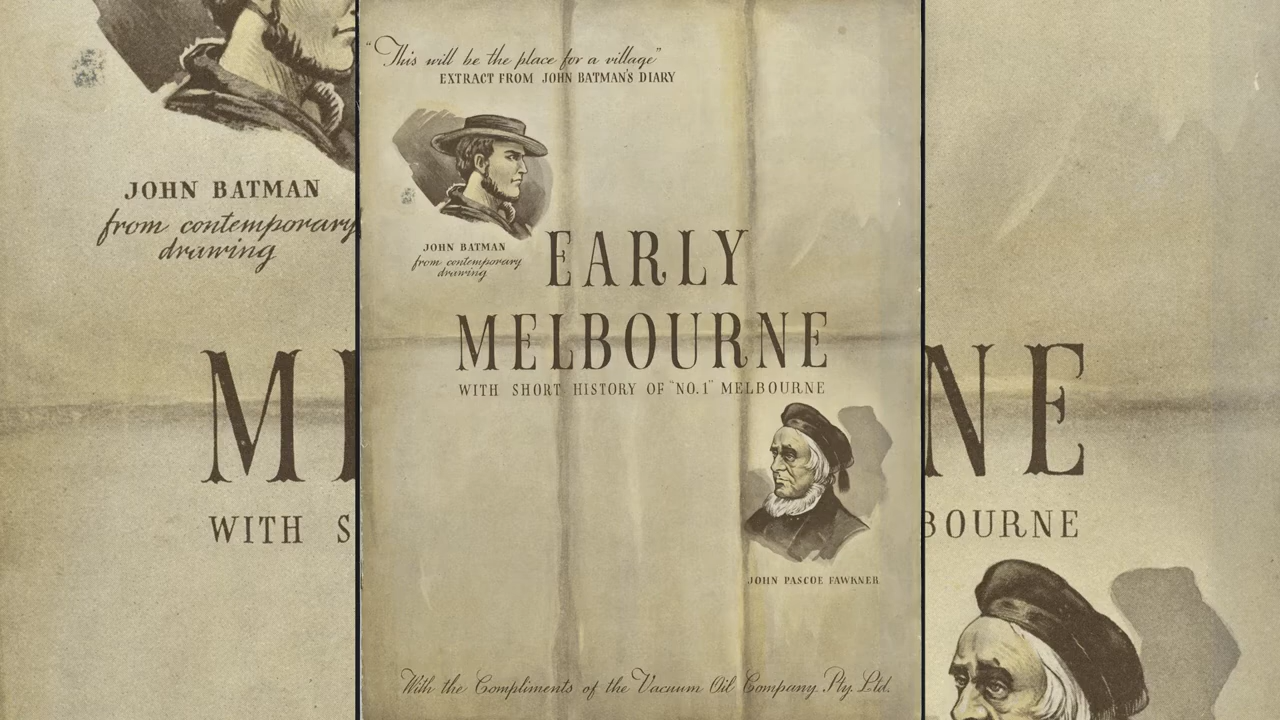 "This will be the place for a village"
EXTRACT FROM JOHN BATMAN'S DIARY
JOHN BATMAN
from contemporary
drawing
EARLY
MELBOURNE
WITH SHORT HISTORY OF "NO.1" MELBOURNE
JOHN PASCOE FAWKNER
With the Compliments of the Vacuum Oil Company Pty. Ltd.
JOHN BATMAN
from contemporary
drawing
M
WITH S
NE
BOURNE